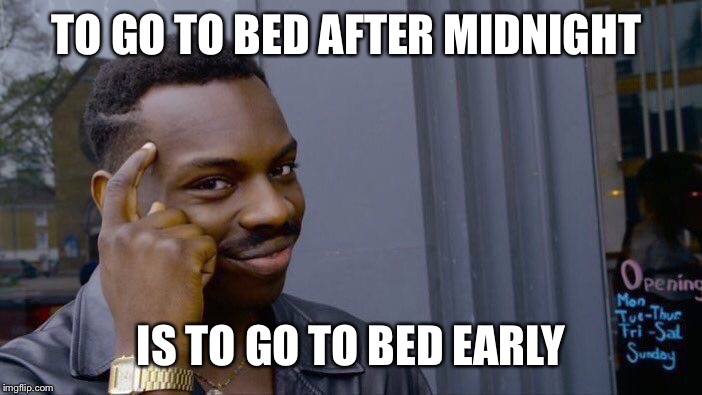 TO GO TO BED AFTER MIDNIGHT
IS TO GO TO BED EARLY
Opening
Mon
Tue-Thur
Fri-Sat
Sunday
imgflip.com